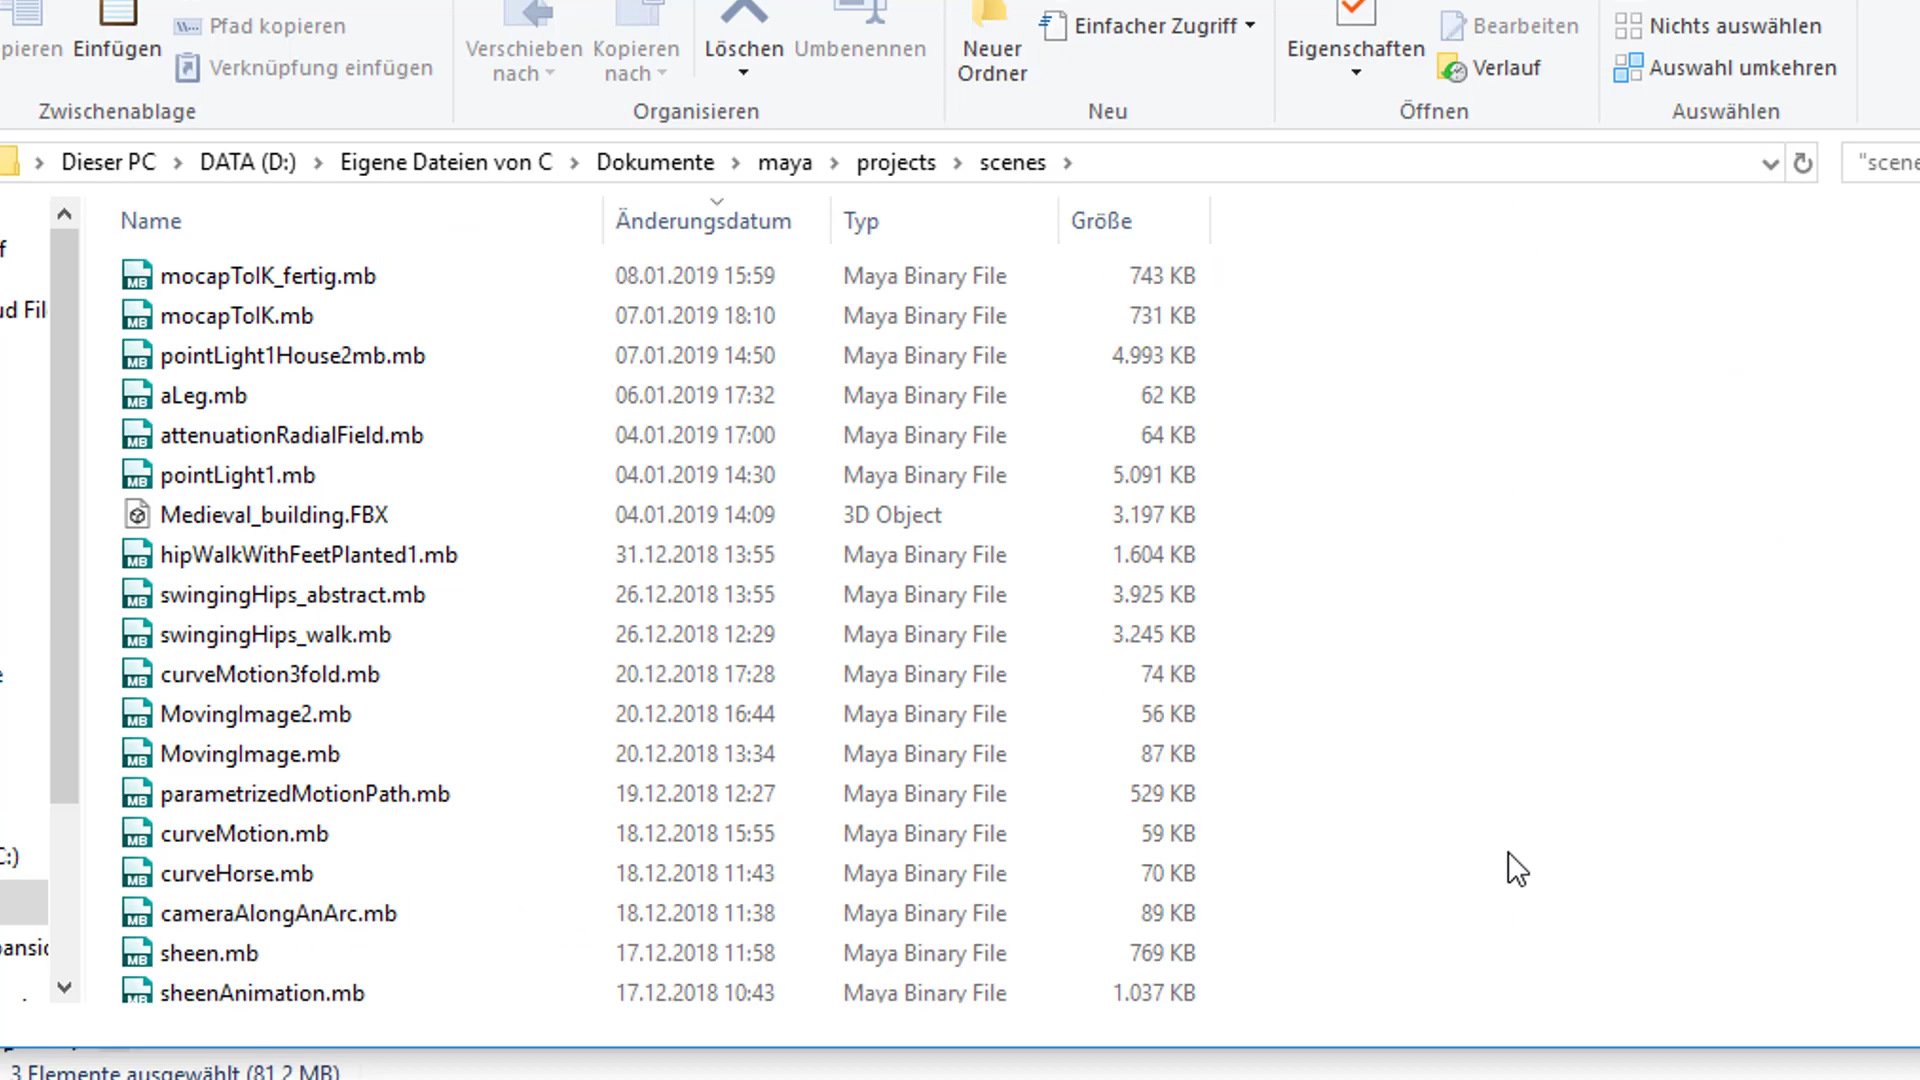 Pfad kopieren
pieren Einfügen Verknüpfung einfügen
Zwischenablage
Verschieben nach Kopieren nach Löschen Umbenennen
Organisieren
Neuer Ordner Einfacher Zugriff
Neu
Eigenschaften Bearbeiten
Verlauf
Öffnen
Nichts auswählen
Auswahl umkehren
Auswählen
Dieser PC > DATA (D:) > Eigene Dateien von C > Dokumente > maya > projects > scenes > "scene
Name Änderungsdatum Typ Größe
mocapToIK_fertig.mb 08.01.2019 15:59 Maya Binary File 743 KB
mocapToIK.mb 07.01.2019 18:10 Maya Binary File 731 KB
pointLight1House2mb.mb 07.01.2019 14:50 Maya Binary File 4.993 KB
aLeg.mb 06.01.2019 17:32 Maya Binary File 62 KB
attenuationRadialField.mb 04.01.2019 17:00 Maya Binary File 64 KB
pointLight1.mb 04.01.2019 14:30 Maya Binary File 5.091 KB
Medieval_building.FBX 04.01.2019 14:09 3D Object 3.197 KB
hipWalkWithFeetPlanted1.mb 31.12.2018 13:55 Maya Binary File 1.604 KB
swingingHips_abstract.mb 26.12.2018 13:55 Maya Binary File 3.925 KB
swingingHips_walk.mb 26.12.2018 12:29 Maya Binary File 3.245 KB
curveMotion3fold.mb 20.12.2018 17:28 Maya Binary File 74 KB
MovingImage2.mb 20.12.2018 16:44 Maya Binary File 56 KB
MovingImage.mb 20.12.2018 13:34 Maya Binary File 87 KB
parametrizedMotionPath.mb 19.12.2018 12:27 Maya Binary File 529 KB
curveMotion.mb 18.12.2018 15:55 Maya Binary File 59 KB
curveHorse.mb 18.12.2018 11:43 Maya Binary File 70 KB
cameraAlongAnArc.mb 18.12.2018 11:38 Maya Binary File 89 KB
sheen.mb 17.12.2018 11:58 Maya Binary File 769 KB
sheenAnimation.mb 17.12.2018 10:43 Maya Binary File 1.037 KB
f
ud Fil
e
C:)
pansic
3 Elemente ausgewählt (81,2 MB)